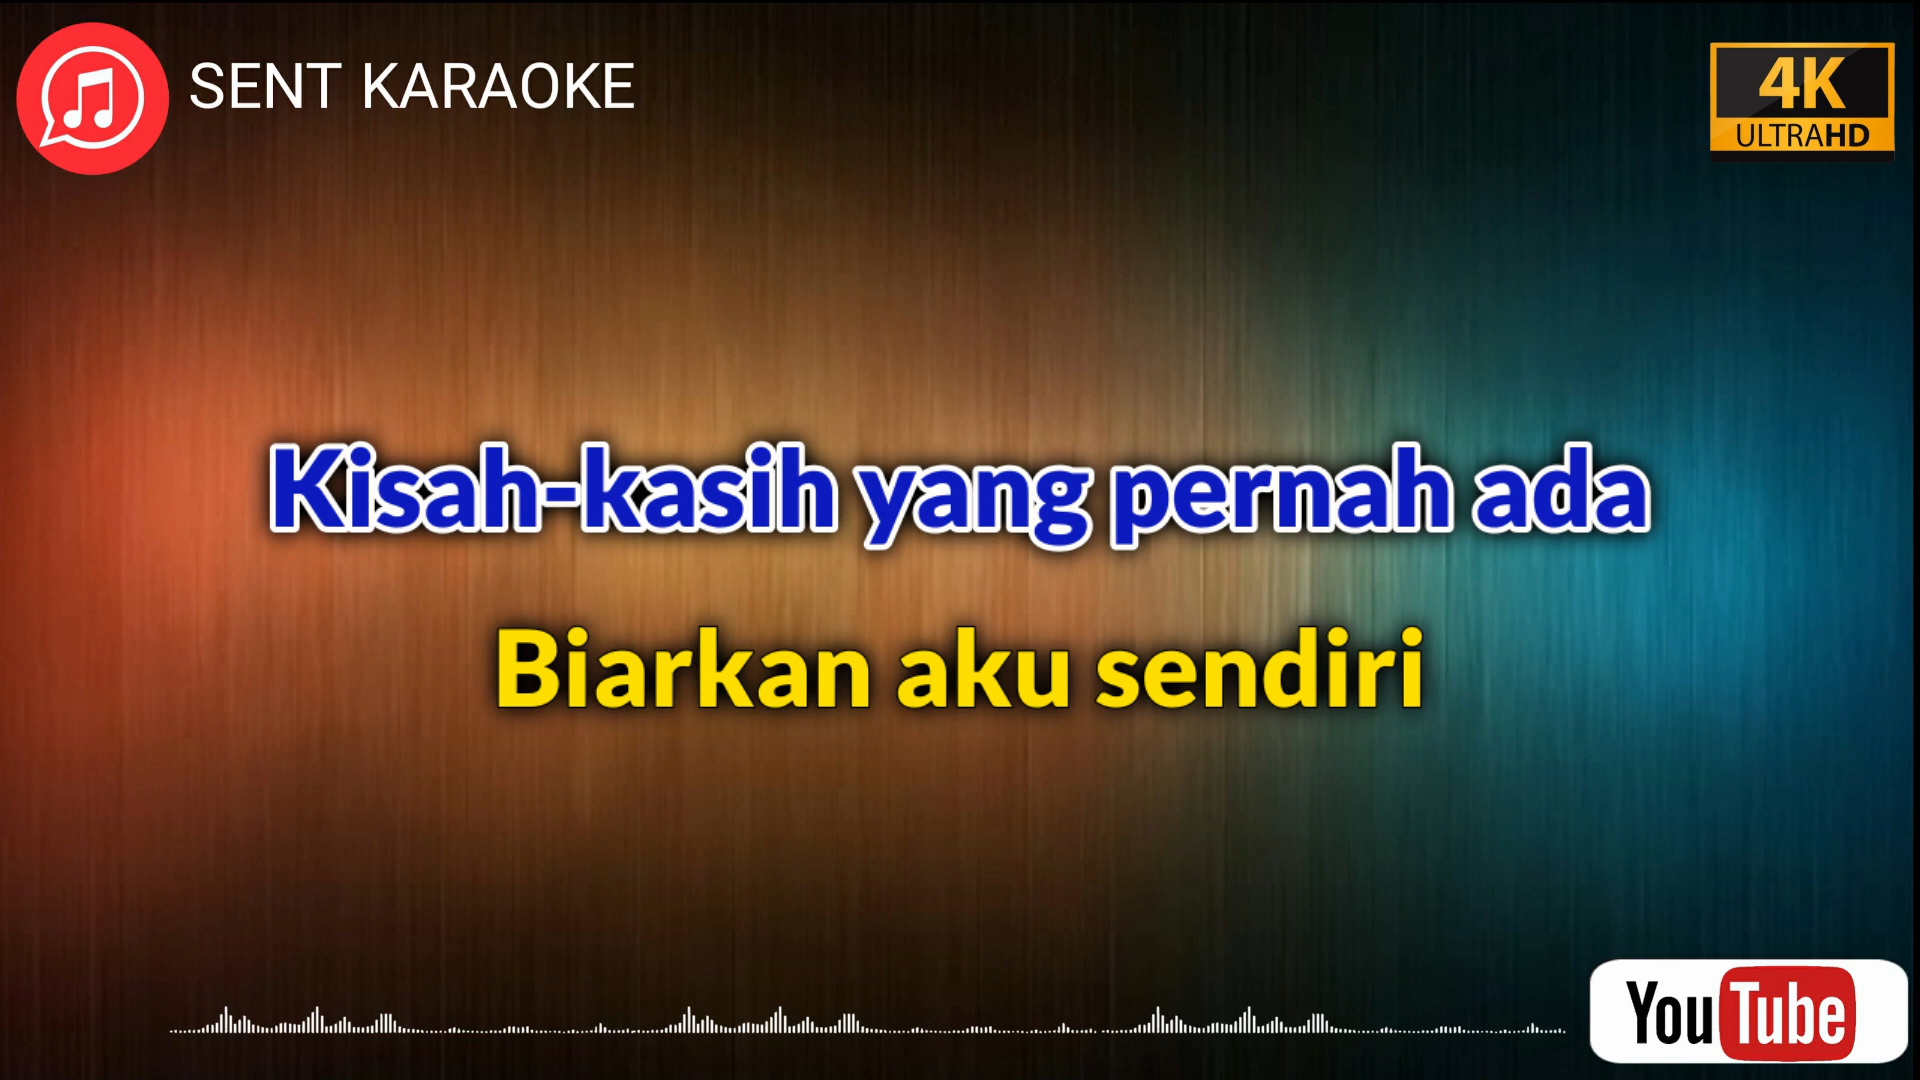 SENT KARAOKE
4K
ULTRAHD
Kisah-kasih yang pernah ada
Biarkan aku sendiri
YouTube